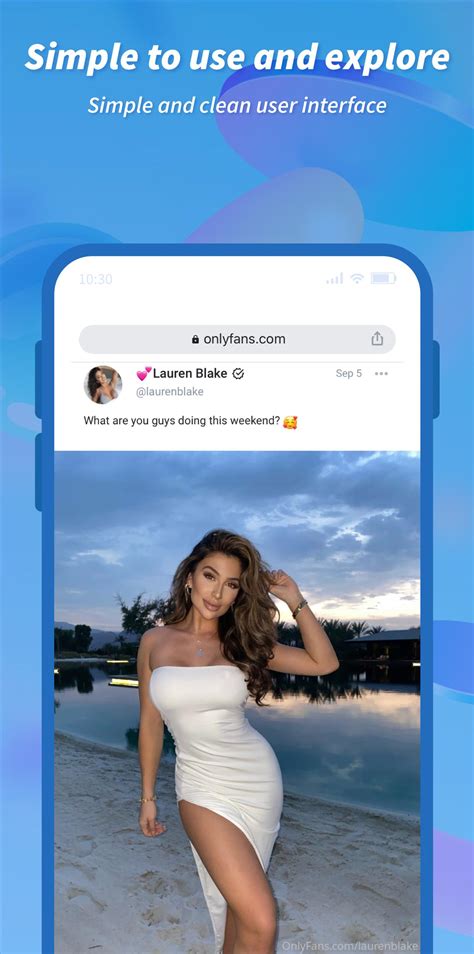 Simple to use and explore
Simple and clean user interface
10:30
onlyfans.com
💕Lauren Blake
Sep 5
@laurenblake
What are you guys doing this weekend? 🥰
OnlyFans.com/laurenblake